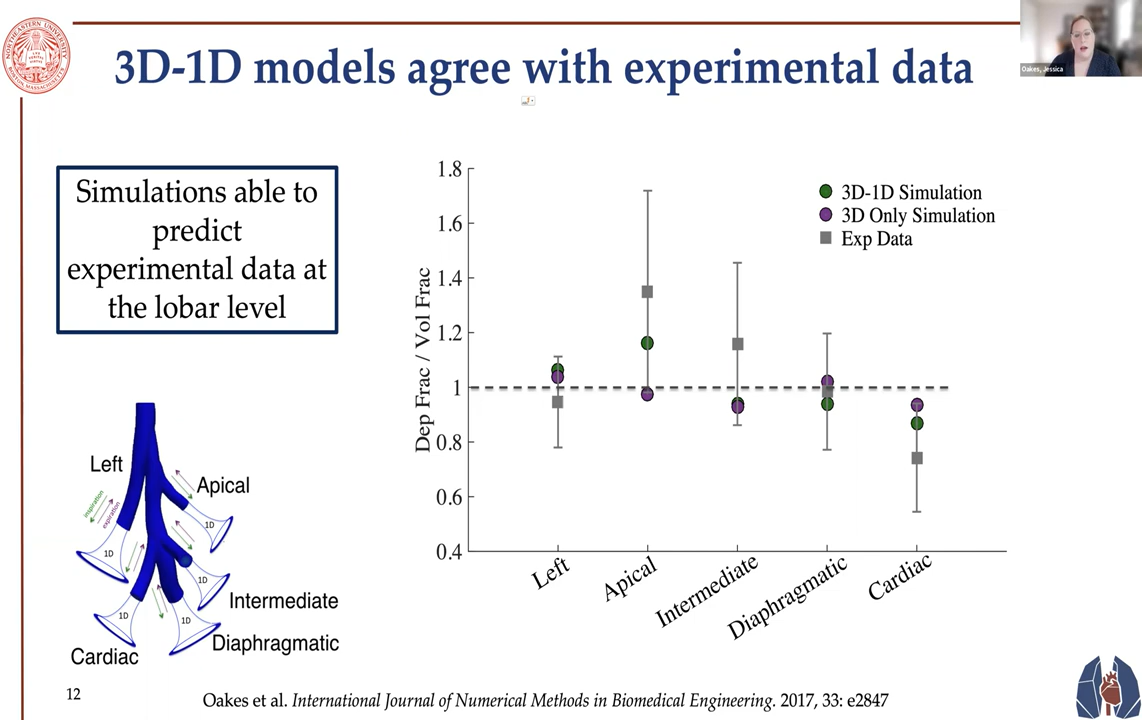 3D-1D models agree with experimental data
Oakes, Jessica
Simulations able to
predict
experimental data at
the lobar level
Dep Frac / Vol Frac
1.8
1.6
1.4
1.2
1
0.8
0.6
0.4
3D-1D Simulation
3D Only Simulation
Exp Data
Left
Apical
Intermediate
Diaphragmatic
Cardiac
Left
Apical
inspiration
expiration
1D
1D
1D
1D
1D
Intermediate
Diaphragmatic
Cardiac
12
Oakes et al. International Journal of Numerical Methods in Biomedical Engineering. 2017, 33: e2847